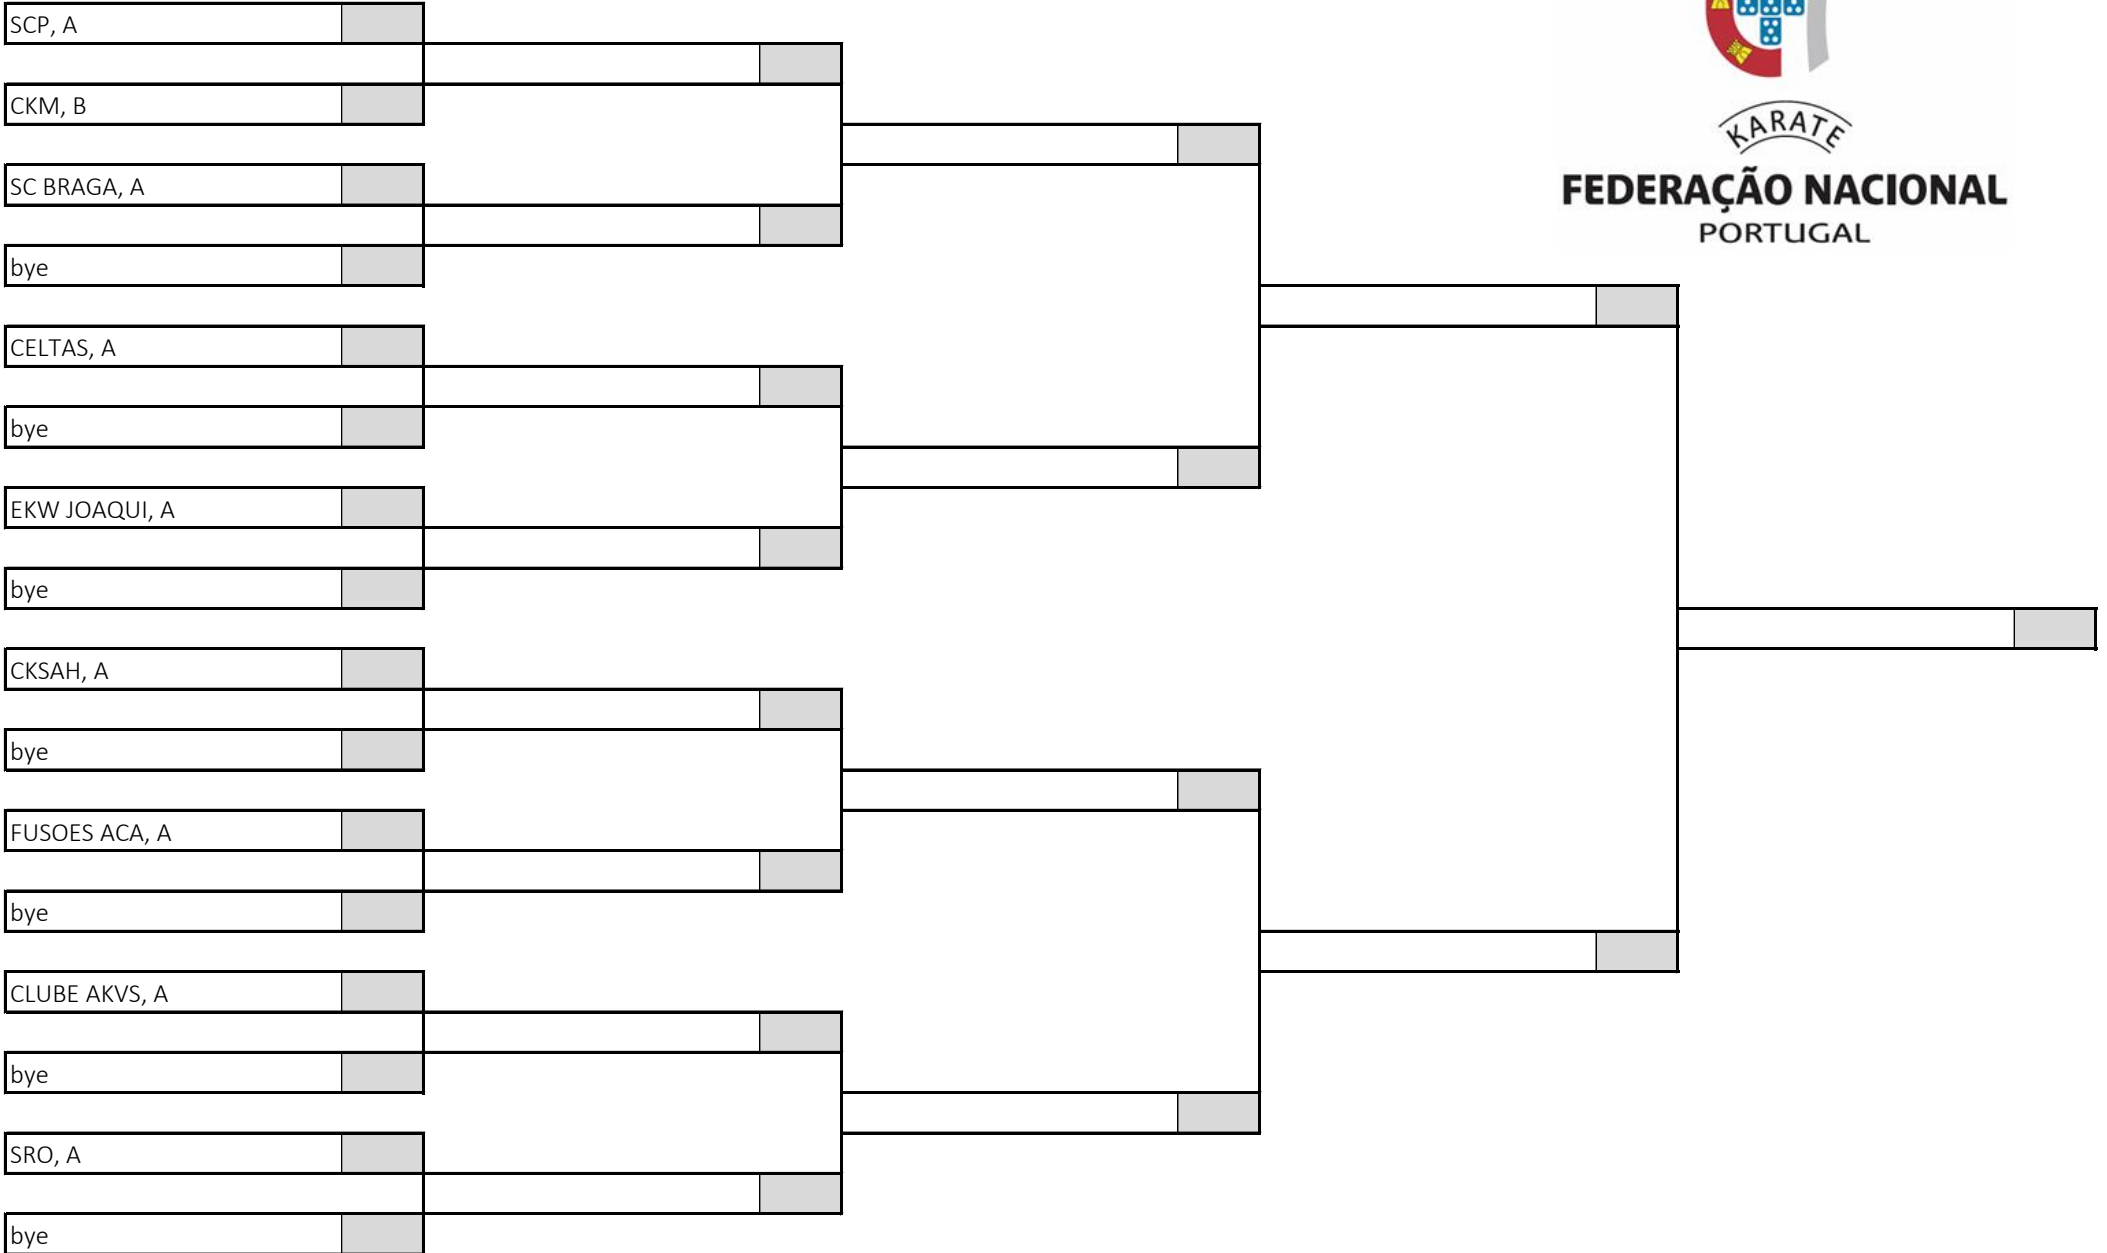 SCP, A
CKM, B
SC BRAGA, A
bye
CELTAS, A
bye
EKW JOAQUI, A
bye
CKSAH, A
bye
FUSOES ACA, A
bye
CLUBE AKVS, A
bye
SRO, A
bye
KARATE
FEDERAÇÃO NACIONAL
PORTUGAL